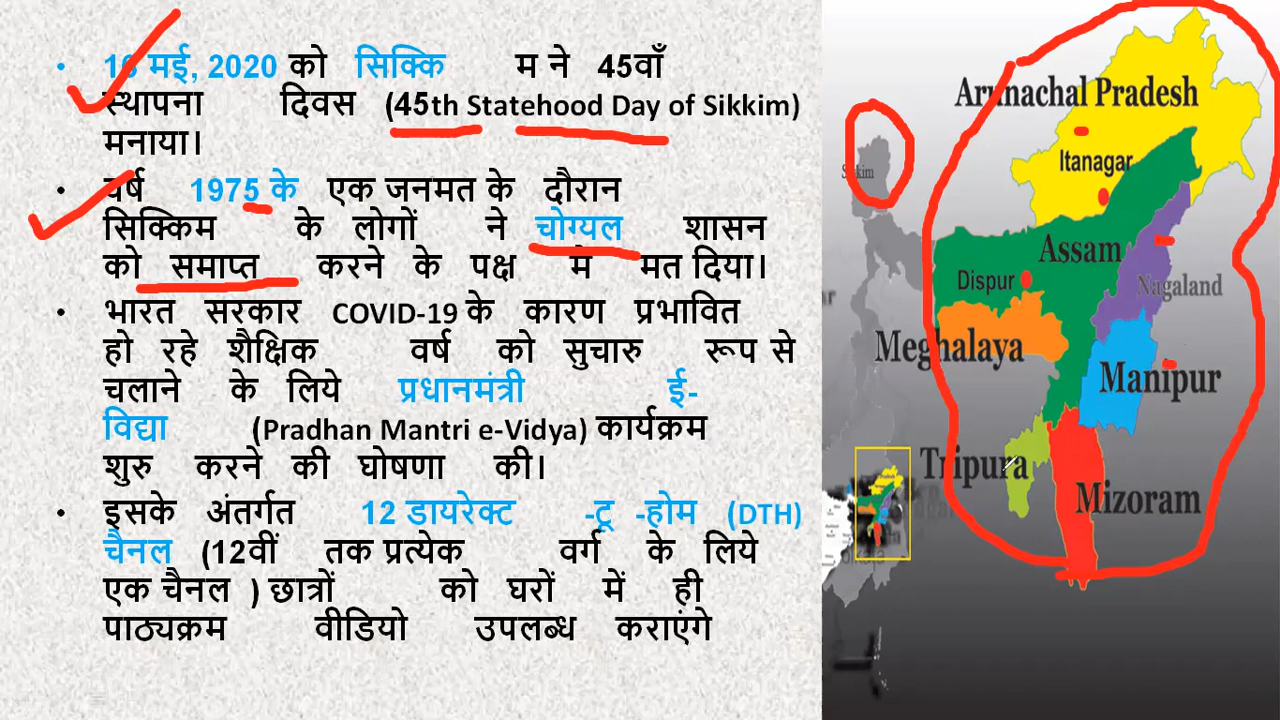 मई, 2020 को सिक्किम ने 45वाँ
स्थापना दिवस (45th Statehood Day of Sikkim)
मनाया।
वर्ष 1975 के एक जनमत के दौरान
सिक्किम के लोगों ने चोग्यल शासन
को समाप्त करने के पक्ष मे मत दिया।
भारत सरकार COVID-19 के कारण प्रभावित
हो रहे शैक्षिक वर्ष को सुचारु रूप से
चलाने के लिये प्रधानमंत्री ई-
विद्या (Pradhan Mantri e-Vidya) कार्यक्रम
शुरु करने की घोषणा की।
इसके अंतर्गत 12 डायरेक्ट -टू -होम (DTH)
चैनल (12वीं तक प्रत्येक वर्ग के लिये
एक चैनल ) छात्रों को घरों में ही
पाठ्यक्रम वीडियो उपलब्ध कराएंगे
Arunachal Pradesh
Itanagar
Sikkim
Assam
Dispur
Nagaland
Meghalaya
Manipur
Tripura
Mizoram